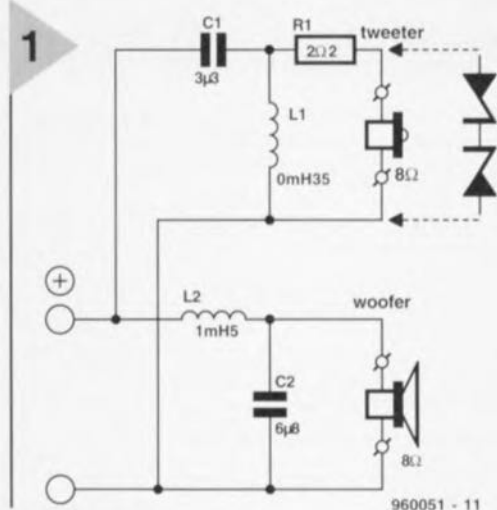 1
C1
3µ3
R1
2Ω2
tweeter
L1
0mH35
8Ω
+
L2
1mH5
woofer
C2
6µ8
8Ω
960051 - 11